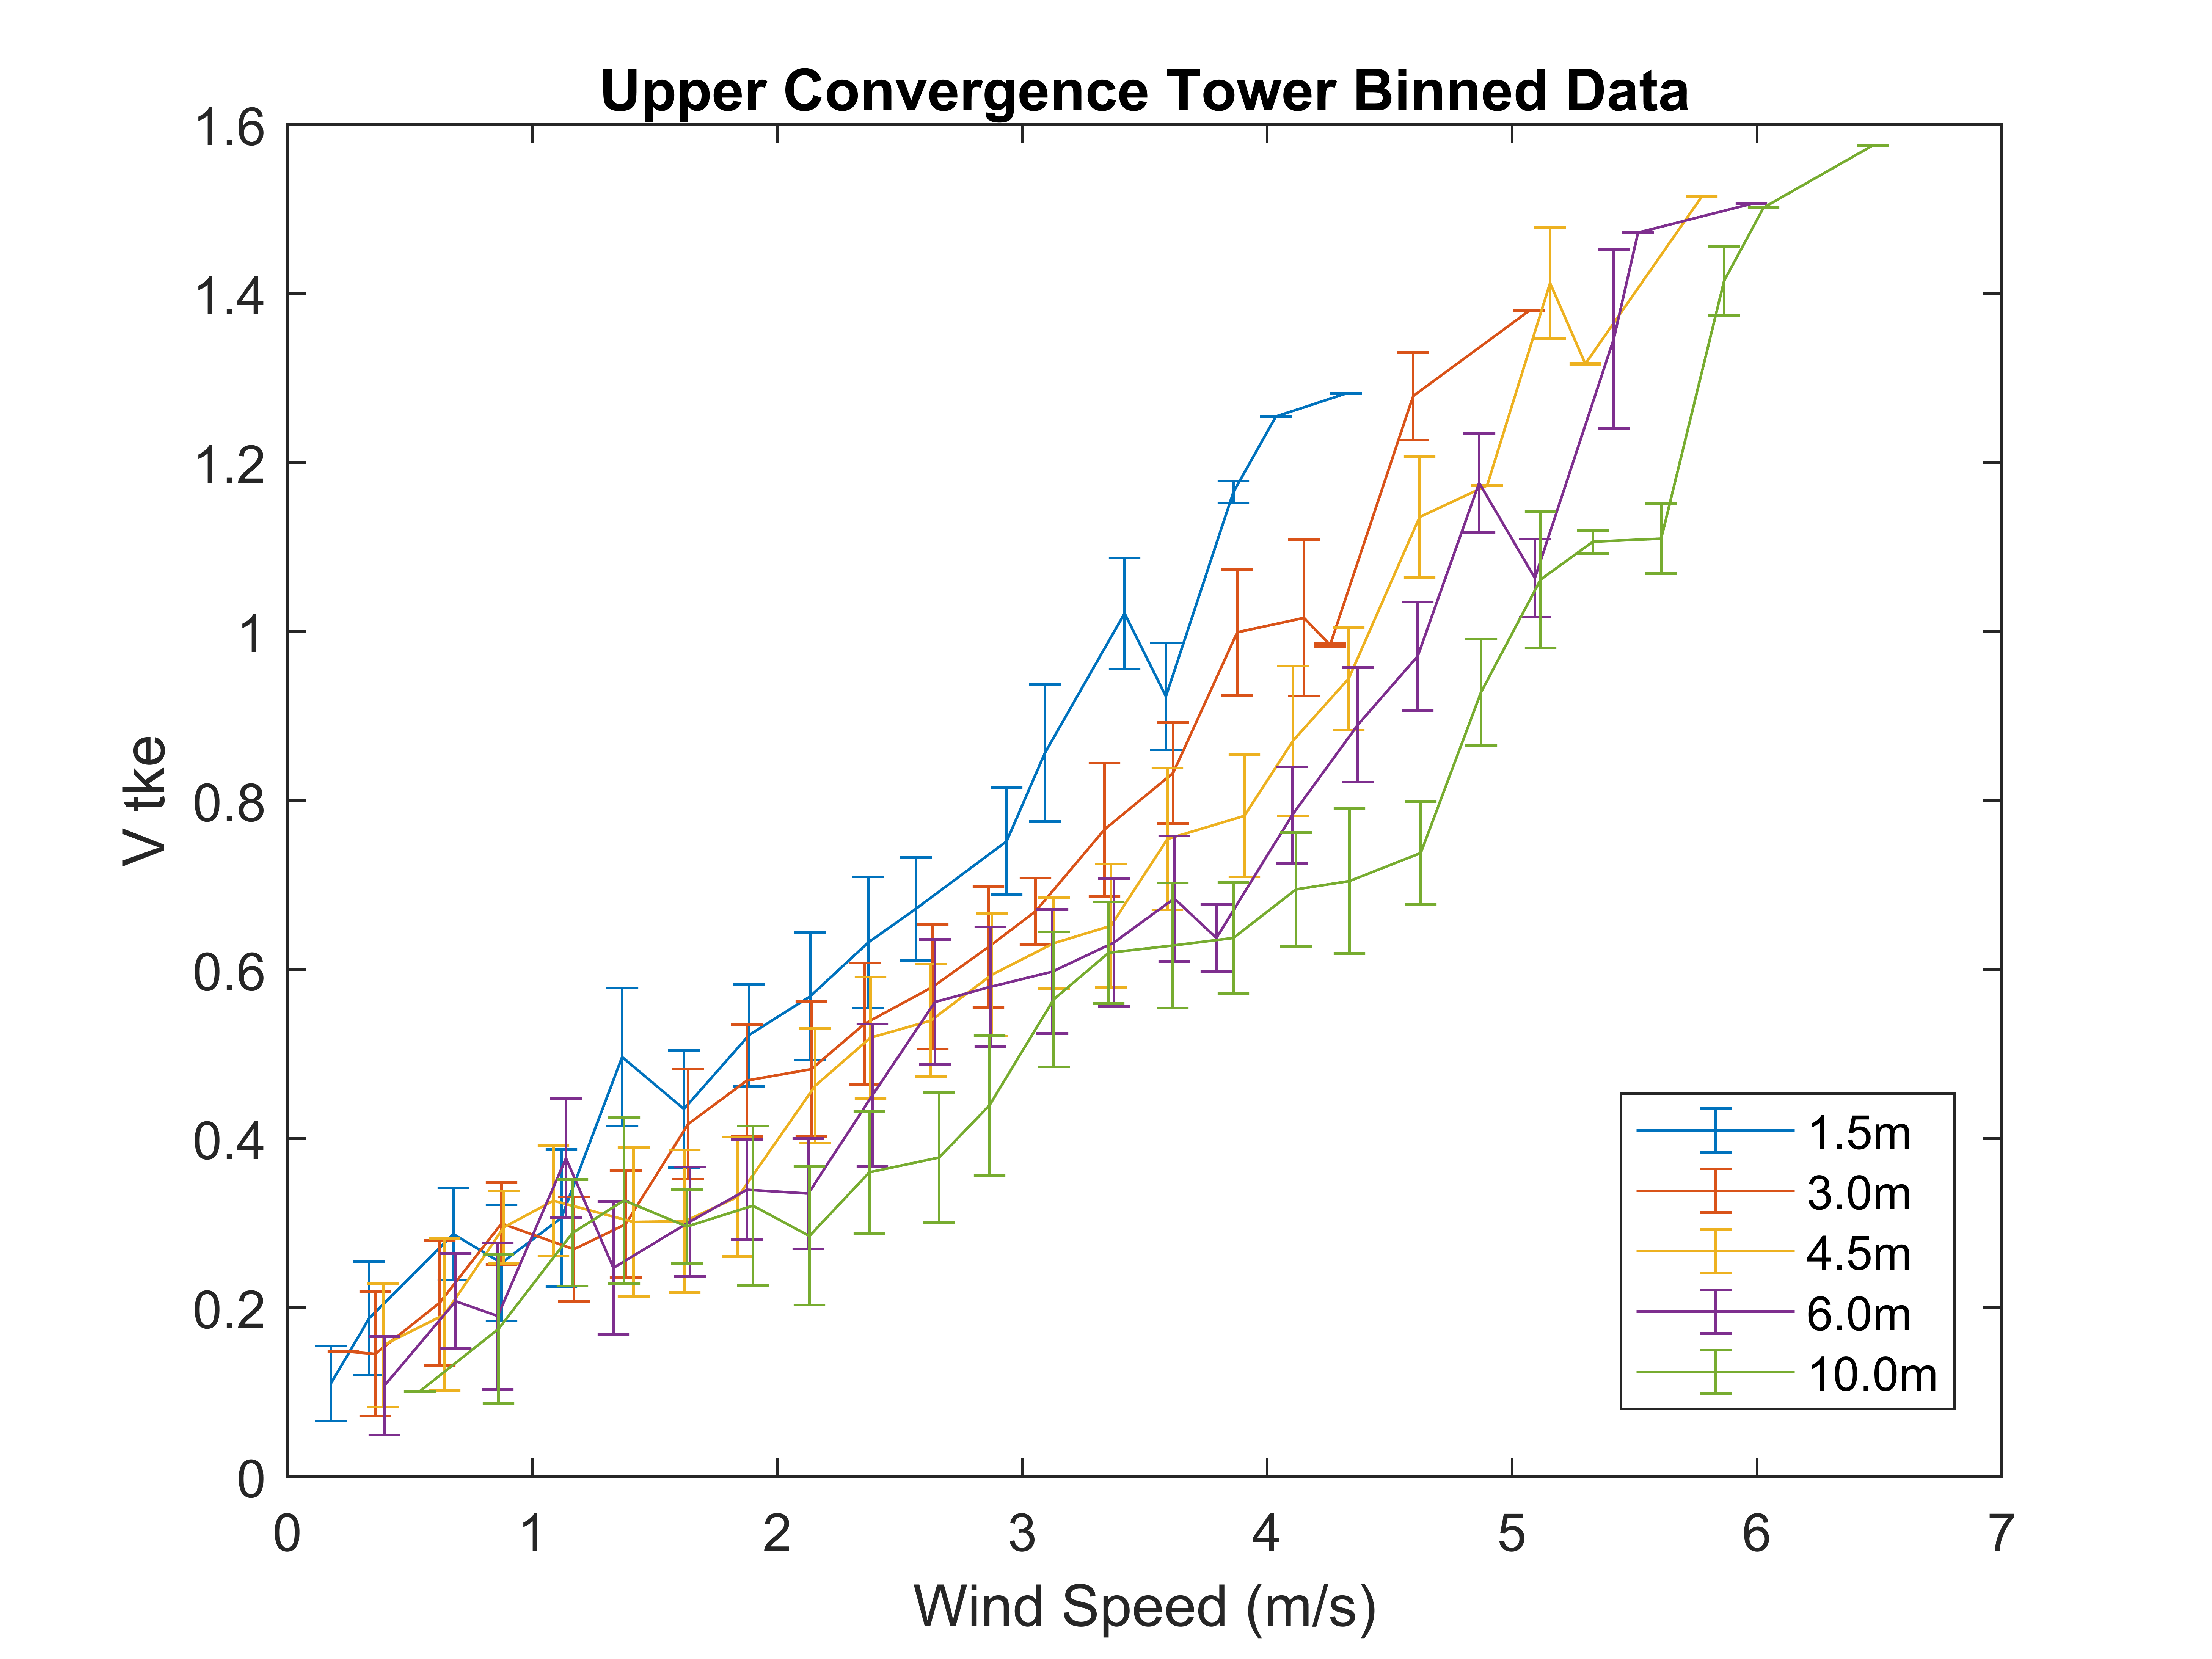 Upper Convergence Tower Binned Data
1.6
1.4
1.2
1
0.8
0.6
0.4
0.2
0
V tke
0 1 2 3 4 5 6 7
Wind Speed (m/s)
1.5m
3.0m
4.5m
6.0m
10.0m